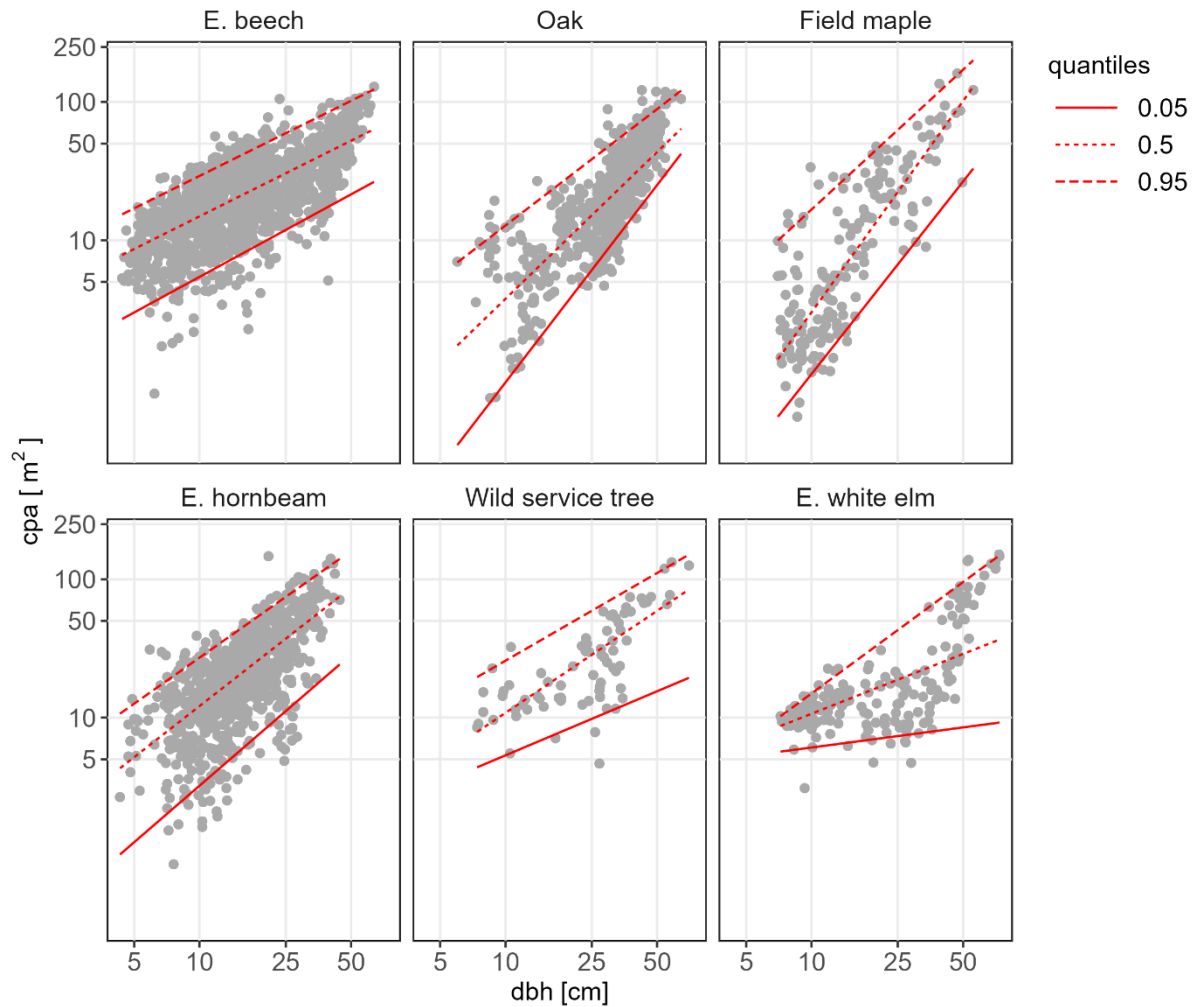 E. beech
Oak
Field maple
250
100
50
10
5
quantiles
0.05
0.5
0.95
cpa [ m² ]
E. hornbeam
Wild service tree
E. white elm
250
100
50
10
5
5 10 25 50
5 10 25 50
5 10 25 50
dbh [cm]